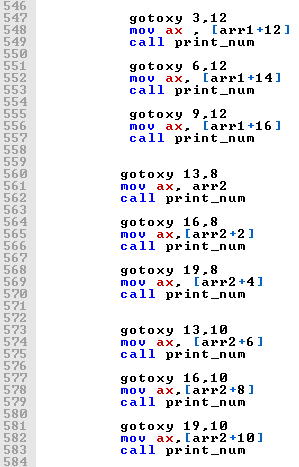 546
547 gotoxy 3,12
548 mov ax , [arr1+12]
549 call print_num
550
551 gotoxy 6,12
552 mov ax, [arr1+14]
553 call print_num
554
555 gotoxy 9,12
556 mov ax, [arr1+16]
557 call print_num
558
559
560 gotoxy 13,8
561 mov ax, arr2
562 call print_num
563
564 gotoxy 16,8
565 mov ax,[arr2+2]
566 call print_num
567
568 gotoxy 19,8
569 mov ax, [arr2+4]
570 call print_num
571
572
573 gotoxy 13,10
574 mov ax, [arr2+6]
575 call print_num
576
577 gotoxy 16,10
578 mov ax,[arr2+8]
579 call print_num
580
581 gotoxy 19,10
582 mov ax,[arr2+10]
583 call print_num
584